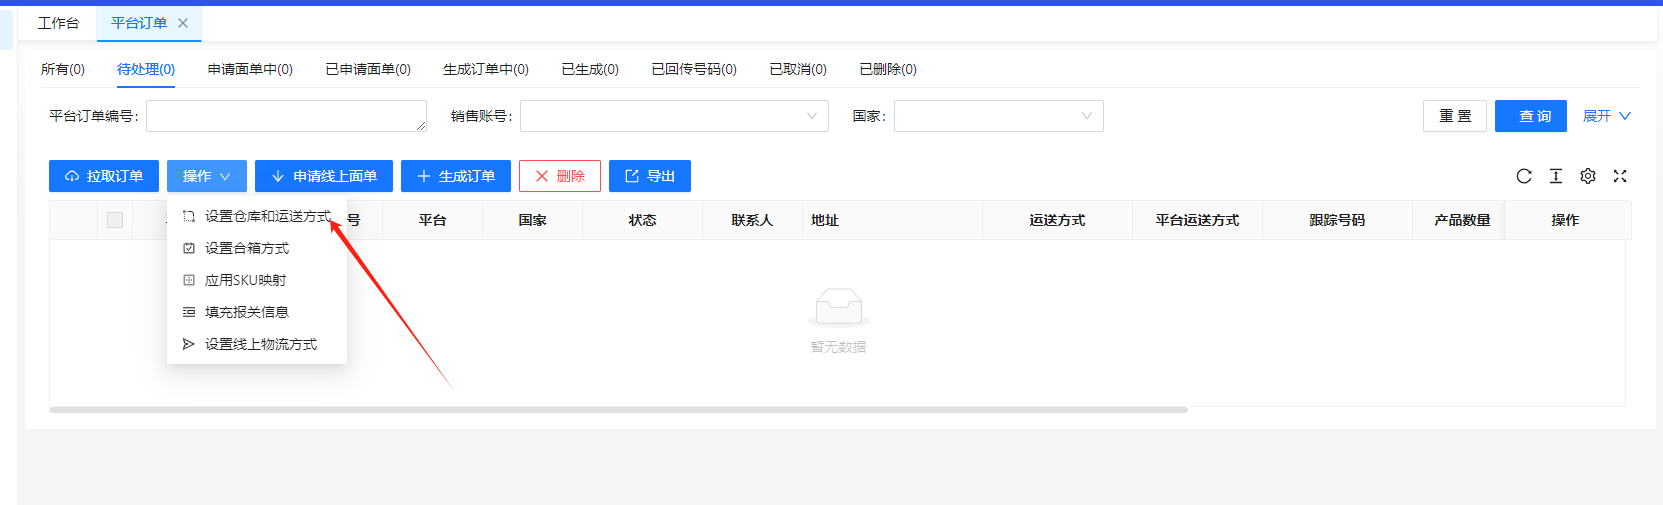 工作台 平台订单
所有(0) 待处理(0) 申请面单中(0) 已申请面单(0) 生成订单中(0) 已生成(0) 已回传号码(0) 已取消(0) 已删除(0)
平台订单编号: 销售账号: 国家: 重 置 查 询 展开
拉取订单 操作 申请线上面单 生成订单 删除 导出
号 平台 国家 状态 联系人 地址 运送方式 平台运送方式 跟踪号码 产品数量 操作
设置仓库和运送方式
设置合箱方式
应用SKU映射
填充报关信息
设置线上物流方式
暂无数据